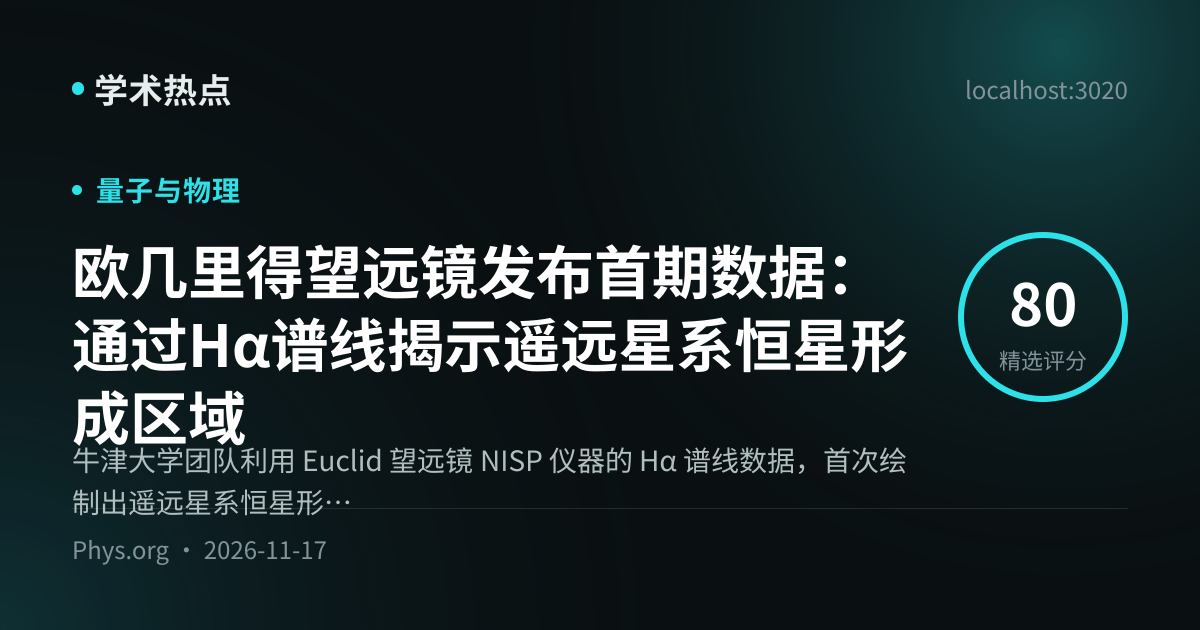 学术热点
localhost:3020
量子与物理
欧几里得望远镜发布首期数据：
通过Hα谱线揭示遥远星系恒星形
成区域
80
精选评分
牛津大学团队利用 Euclid 望远镜 NISP 仪器的 Hα 谱线数据，首次绘
制出遥远星系恒星形…
Phys.org · 2026-11-17